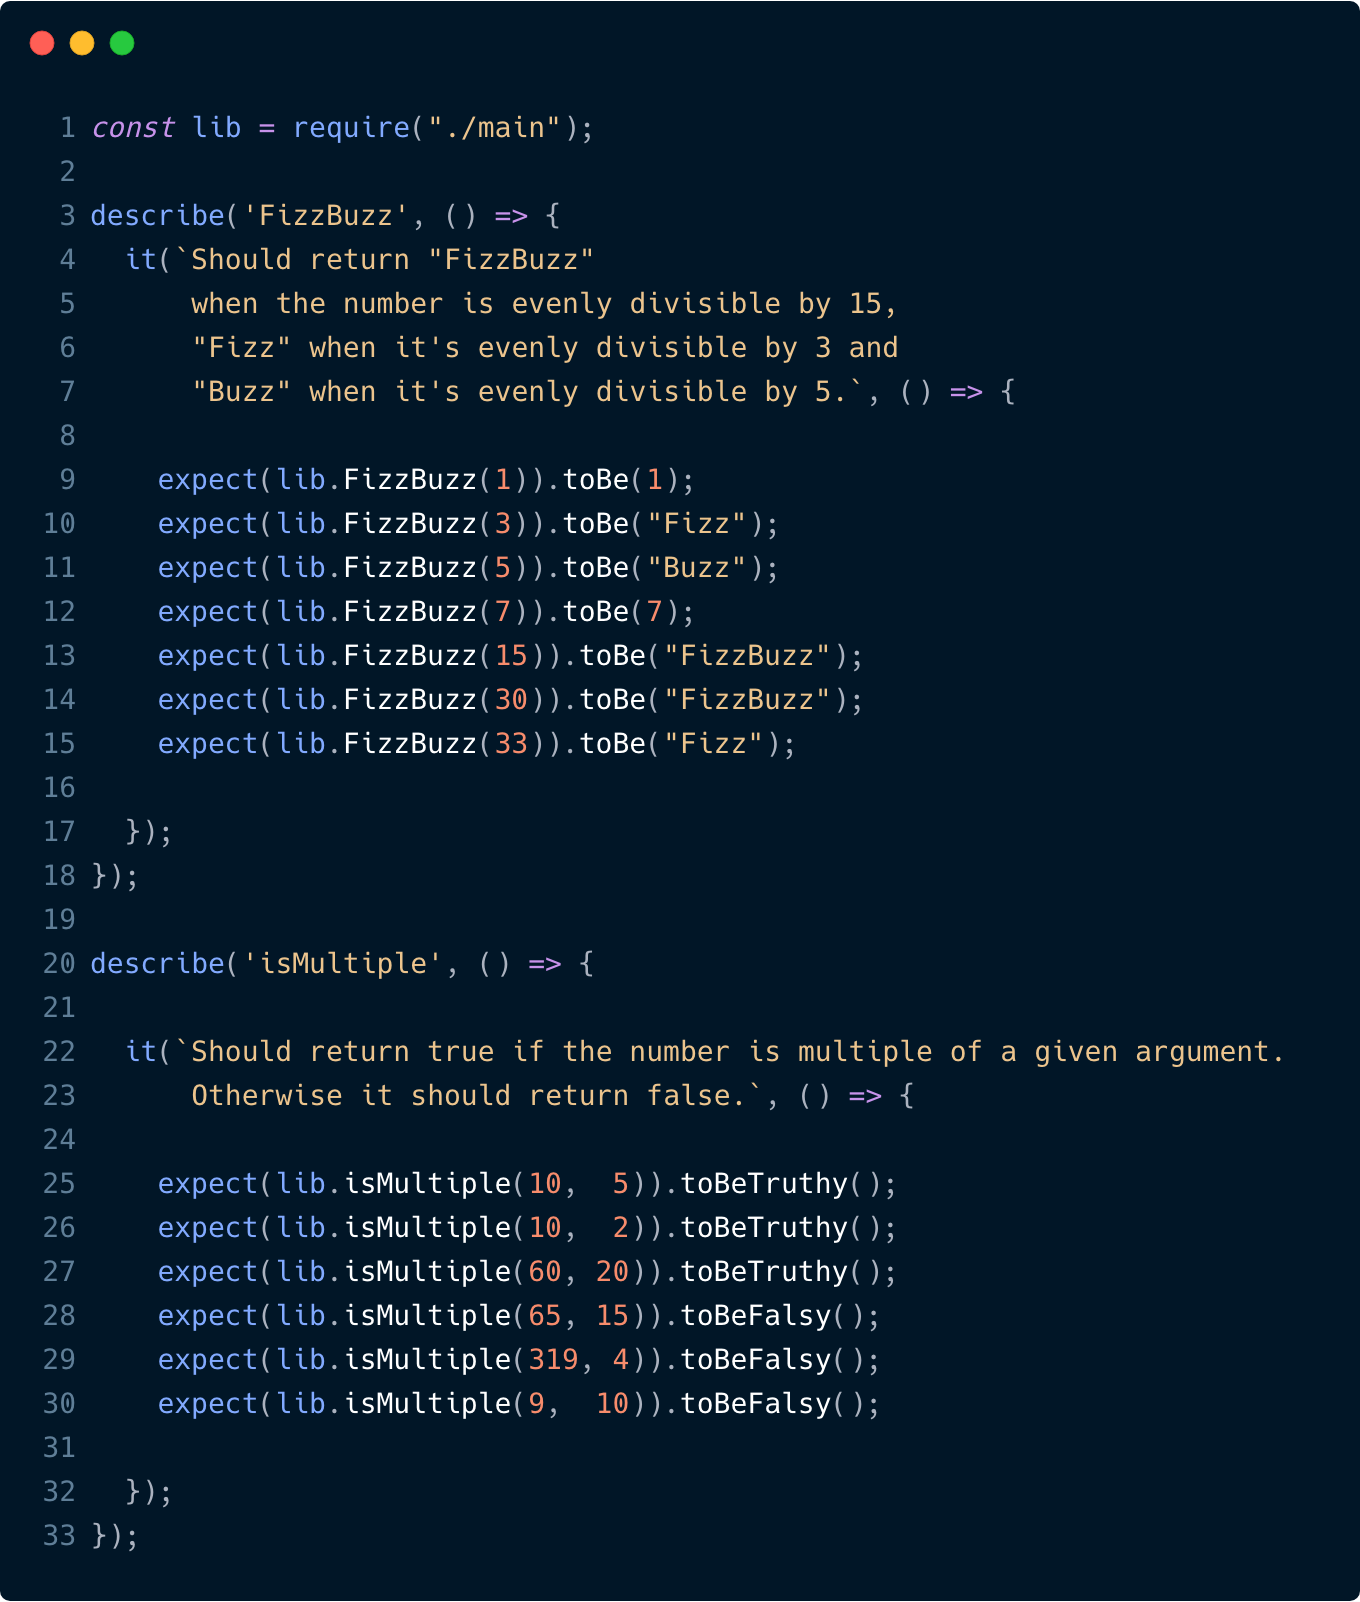 1 const lib = require("./main");
2
3 describe('FizzBuzz', () => {
4   it(`Should return "FizzBuzz"
5       when the number is evenly divisible by 15,
6       "Fizz" when it's evenly divisible by 3 and
7       "Buzz" when it's evenly divisible by 5.`, () => {
8
9     expect(lib.FizzBuzz(1)).toBe(1);
10     expect(lib.FizzBuzz(3)).toBe("Fizz");
11     expect(lib.FizzBuzz(5)).toBe("Buzz");
12     expect(lib.FizzBuzz(7)).toBe(7);
13     expect(lib.FizzBuzz(15)).toBe("FizzBuzz");
14     expect(lib.FizzBuzz(30)).toBe("FizzBuzz");
15     expect(lib.FizzBuzz(33)).toBe("Fizz");
16
17   });
18 });
19
20 describe('isMultiple', () => {
21
22   it(`Should return true if the number is multiple of a given argument.
23       Otherwise it should return false.`, () => {
24
25     expect(lib.isMultiple(10,  5)).toBeTruthy();
26     expect(lib.isMultiple(10,  2)).toBeTruthy();
27     expect(lib.isMultiple(60, 20)).toBeTruthy();
28     expect(lib.isMultiple(65, 15)).toBeFalsy();
29     expect(lib.isMultiple(319, 4)).toBeFalsy();
30     expect(lib.isMultiple(9,  10)).toBeFalsy();
31
32   });
33 });